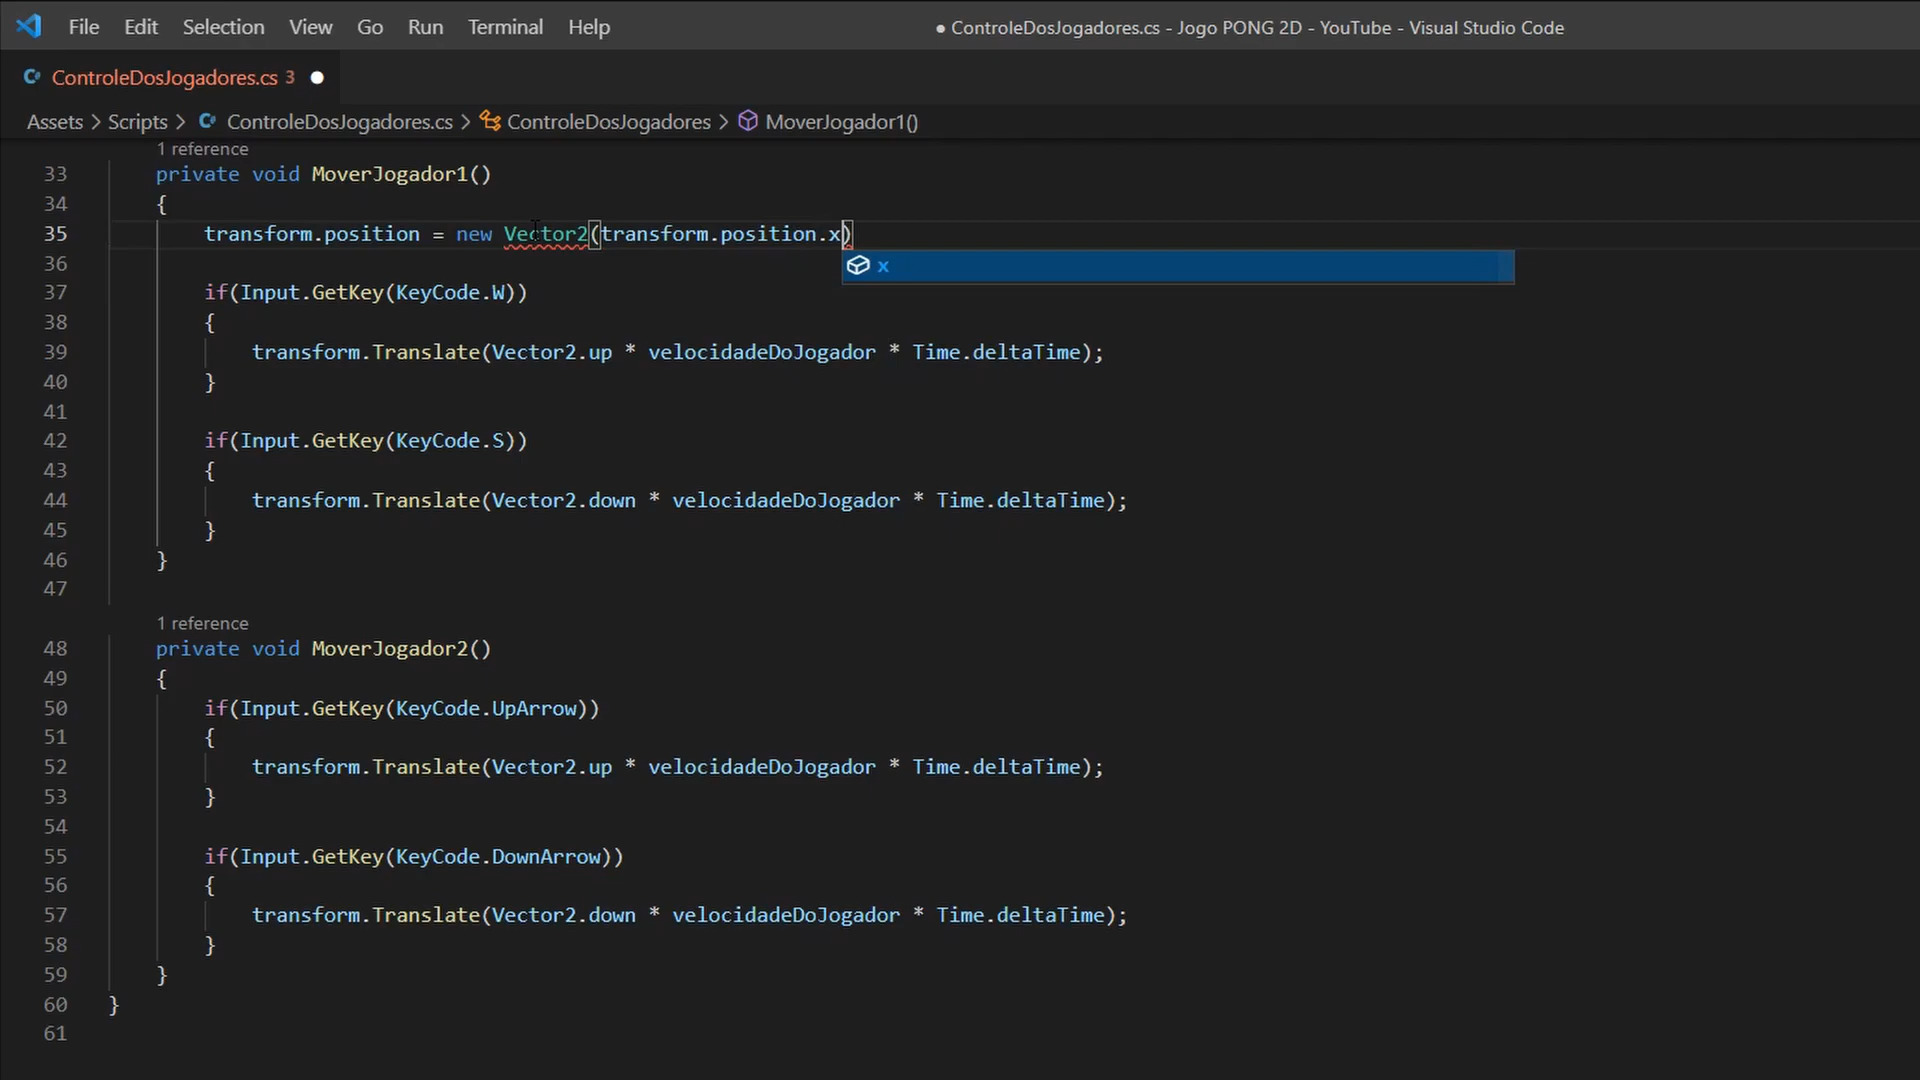 File Edit Selection View Go Run Terminal Help ● ControleDosJogadores.cs - Jogo PONG 2D - YouTube - Visual Studio Code
ControleDosJogadores.cs 3 ●
Assets > Scripts > ControleDosJogadores.cs > ControleDosJogadores > MoverJogador1()
1 reference
33 private void MoverJogador1()
34 {
35 transform.position = new Vector2(transform.position.x)
x
36
37 if(Input.GetKey(KeyCode.W))
38 {
39 transform.Translate(Vector2.up * velocidadeDoJogador * Time.deltaTime);
40 }
41
42 if(Input.GetKey(KeyCode.S))
43 {
44 transform.Translate(Vector2.down * velocidadeDoJogador * Time.deltaTime);
45 }
46 }
47
1 reference
48 private void MoverJogador2()
49 {
50 if(Input.GetKey(KeyCode.UpArrow))
51 {
52 transform.Translate(Vector2.up * velocidadeDoJogador * Time.deltaTime);
53 }
54
55 if(Input.GetKey(KeyCode.DownArrow))
56 {
57 transform.Translate(Vector2.down * velocidadeDoJogador * Time.deltaTime);
58 }
59 }
60 }
61